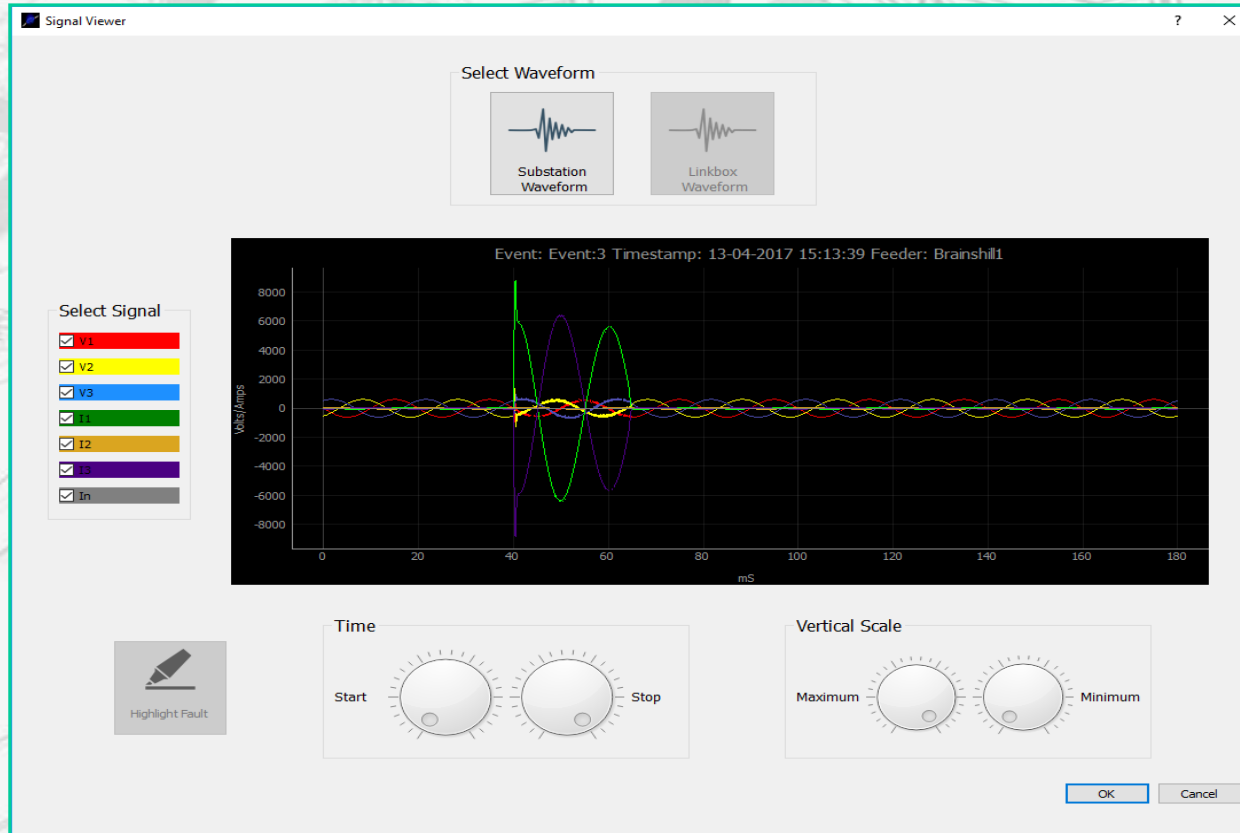 Signal Viewer
?
Select Waveform
Substation
Waveform
Linkbox
Waveform
Event: Event:3 Timestamp: 13-04-2017 15:13:39 Feeder: Brainshill1
Select Signal
V1
V2
V3
I1
I2
I3
In
Volts/Amps
8000
6000
4000
2000
0
-2000
-4000
-6000
-8000
0 20 40 60 80 100 120 140 160 180
mS
Highlight Fault
Time
Start
Stop
Vertical Scale
Maximum
Minimum
OK
Cancel